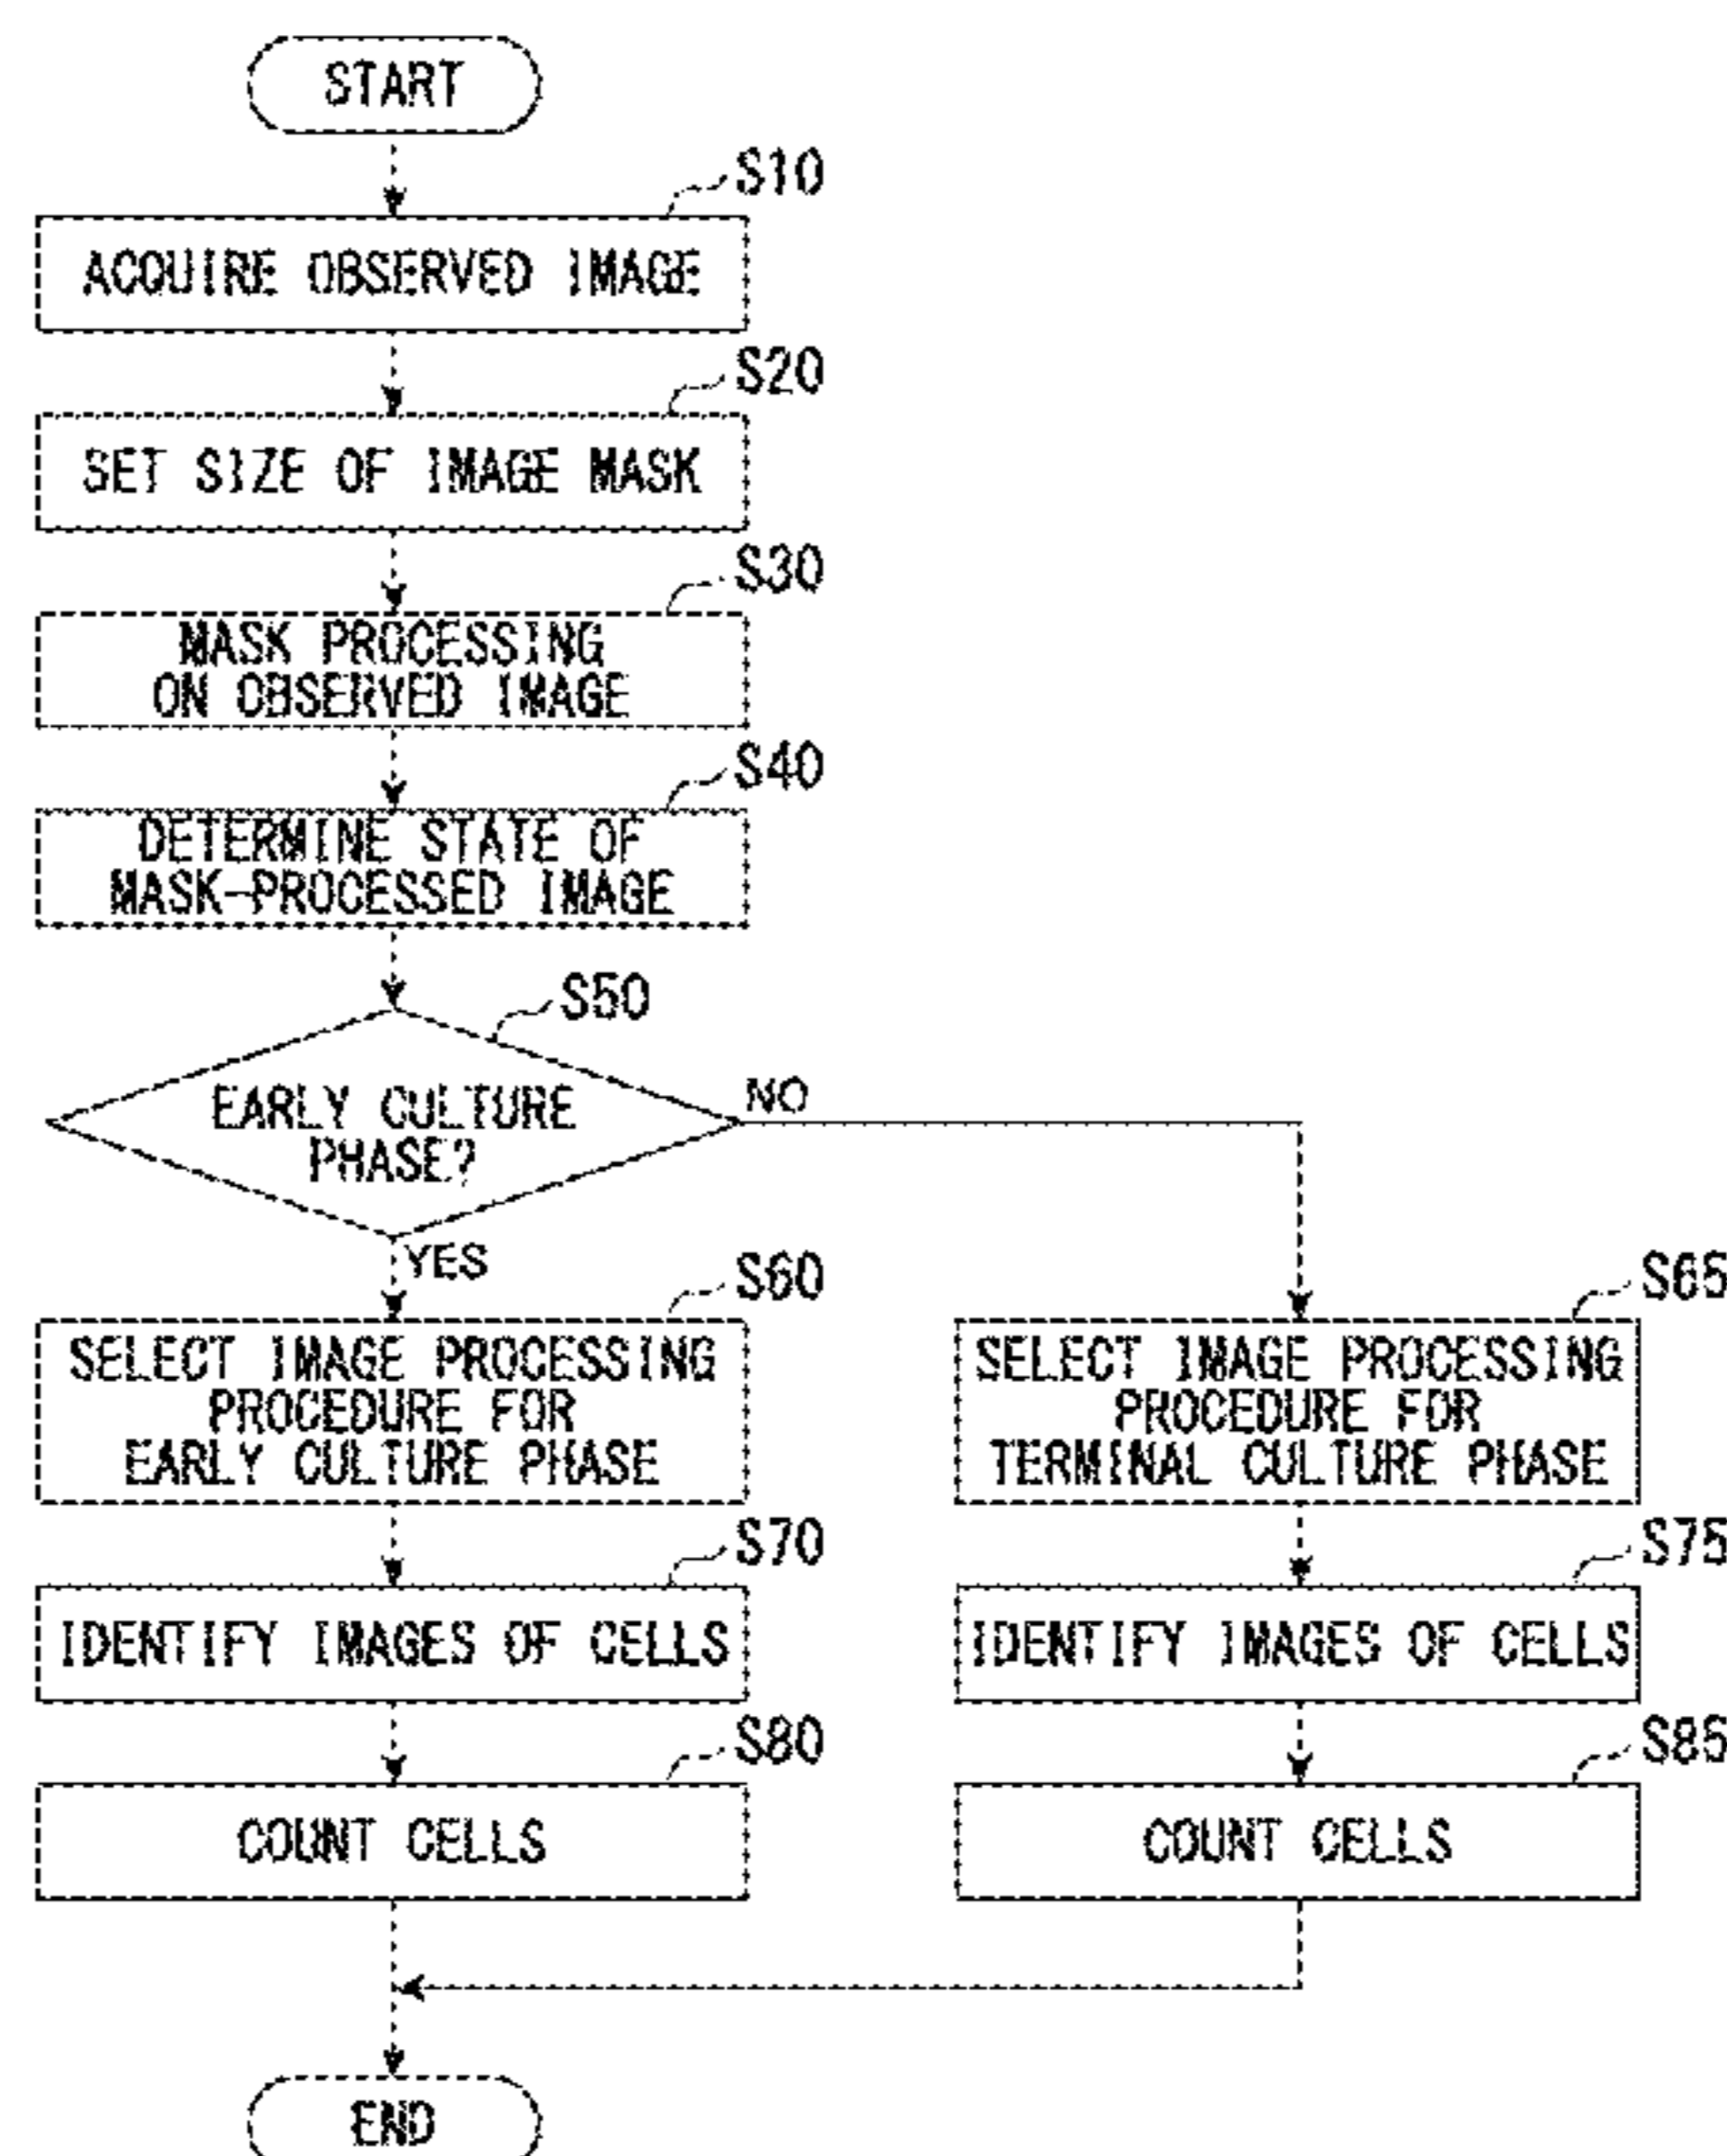 START
S10
ACQUIRE OBSERVED IMAGE
S20
SET SIZE OF IMAGE MASK
S30
MASK PROCESSING
ON OBSERVED IMAGE
S40
DETERMINE STATE OF
MASK-PROCESSED IMAGE
S50
EARLY CULTURE
PHASE?
NO
YES
S60
SELECT IMAGE PROCESSING
PROCEDURE FOR
EARLY CULTURE PHASE
S65
SELECT IMAGE PROCESSING
PROCEDURE FOR
TERMINAL CULTURE PHASE
S70
IDENTIFY IMAGES OF CELLS
S75
IDENTIFY IMAGES OF CELLS
S80
COUNT CELLS
S85
COUNT CELLS
END